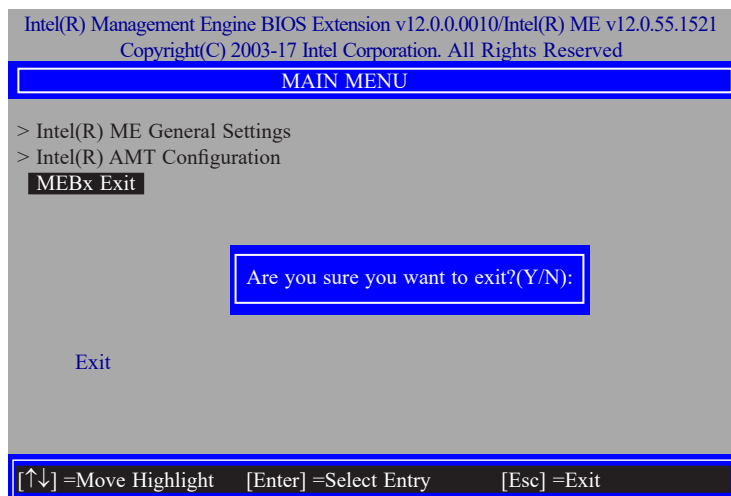 Intel(R) Management Engine BIOS Extension v12.0.0.0010/Intel(R) ME v12.0.55.1521
Copyright(C) 2003-17 Intel Corporation. All Rights Reserved
MAIN MENU
> Intel(R) ME General Settings
> Intel(R) AMT Configuration
MEBx Exit
Are you sure you want to exit?(Y/N):
Exit
[↑↓] =Move Highlight [Enter] =Select Entry [Esc] =Exit